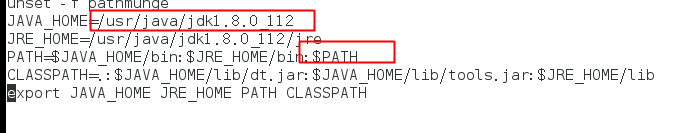 unset -f pathmunge
JAVA_HOME=/usr/java/jdk1.8.0_112
JRE_HOME=/usr/java/jdk1.8.0_112/jre
PATH=$JAVA_HOME/bin:$JRE_HOME/bin:$PATH
CLASSPATH=.:$JAVA_HOME/lib/dt.jar:$JAVA_HOME/lib/tools.jar:$JRE_HOME/lib
export JAVA_HOME JRE_HOME PATH CLASSPATH